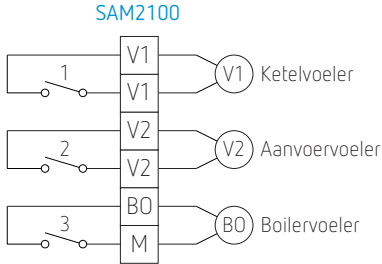 SAM2100
V1
1
V1 Ketelvoeler
V1
V2
2
V2 Aanvoervoeler
V2
BO
3
BO Boilervoeler
M